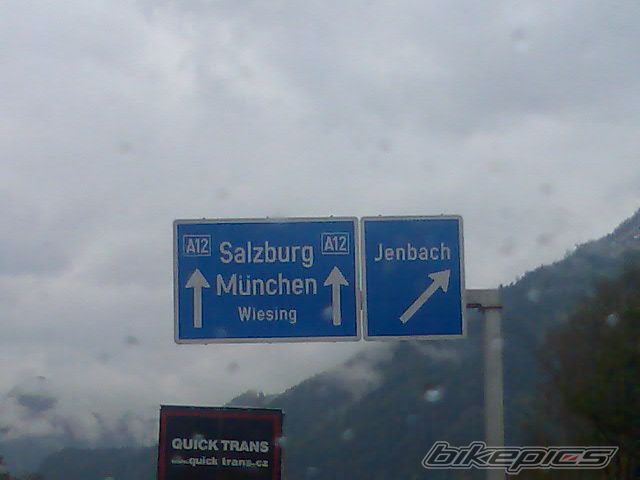 A12 Salzburg A12
München
Wiesing
Jenbach
QUICK TRANS
quick trans.cz
bikepics